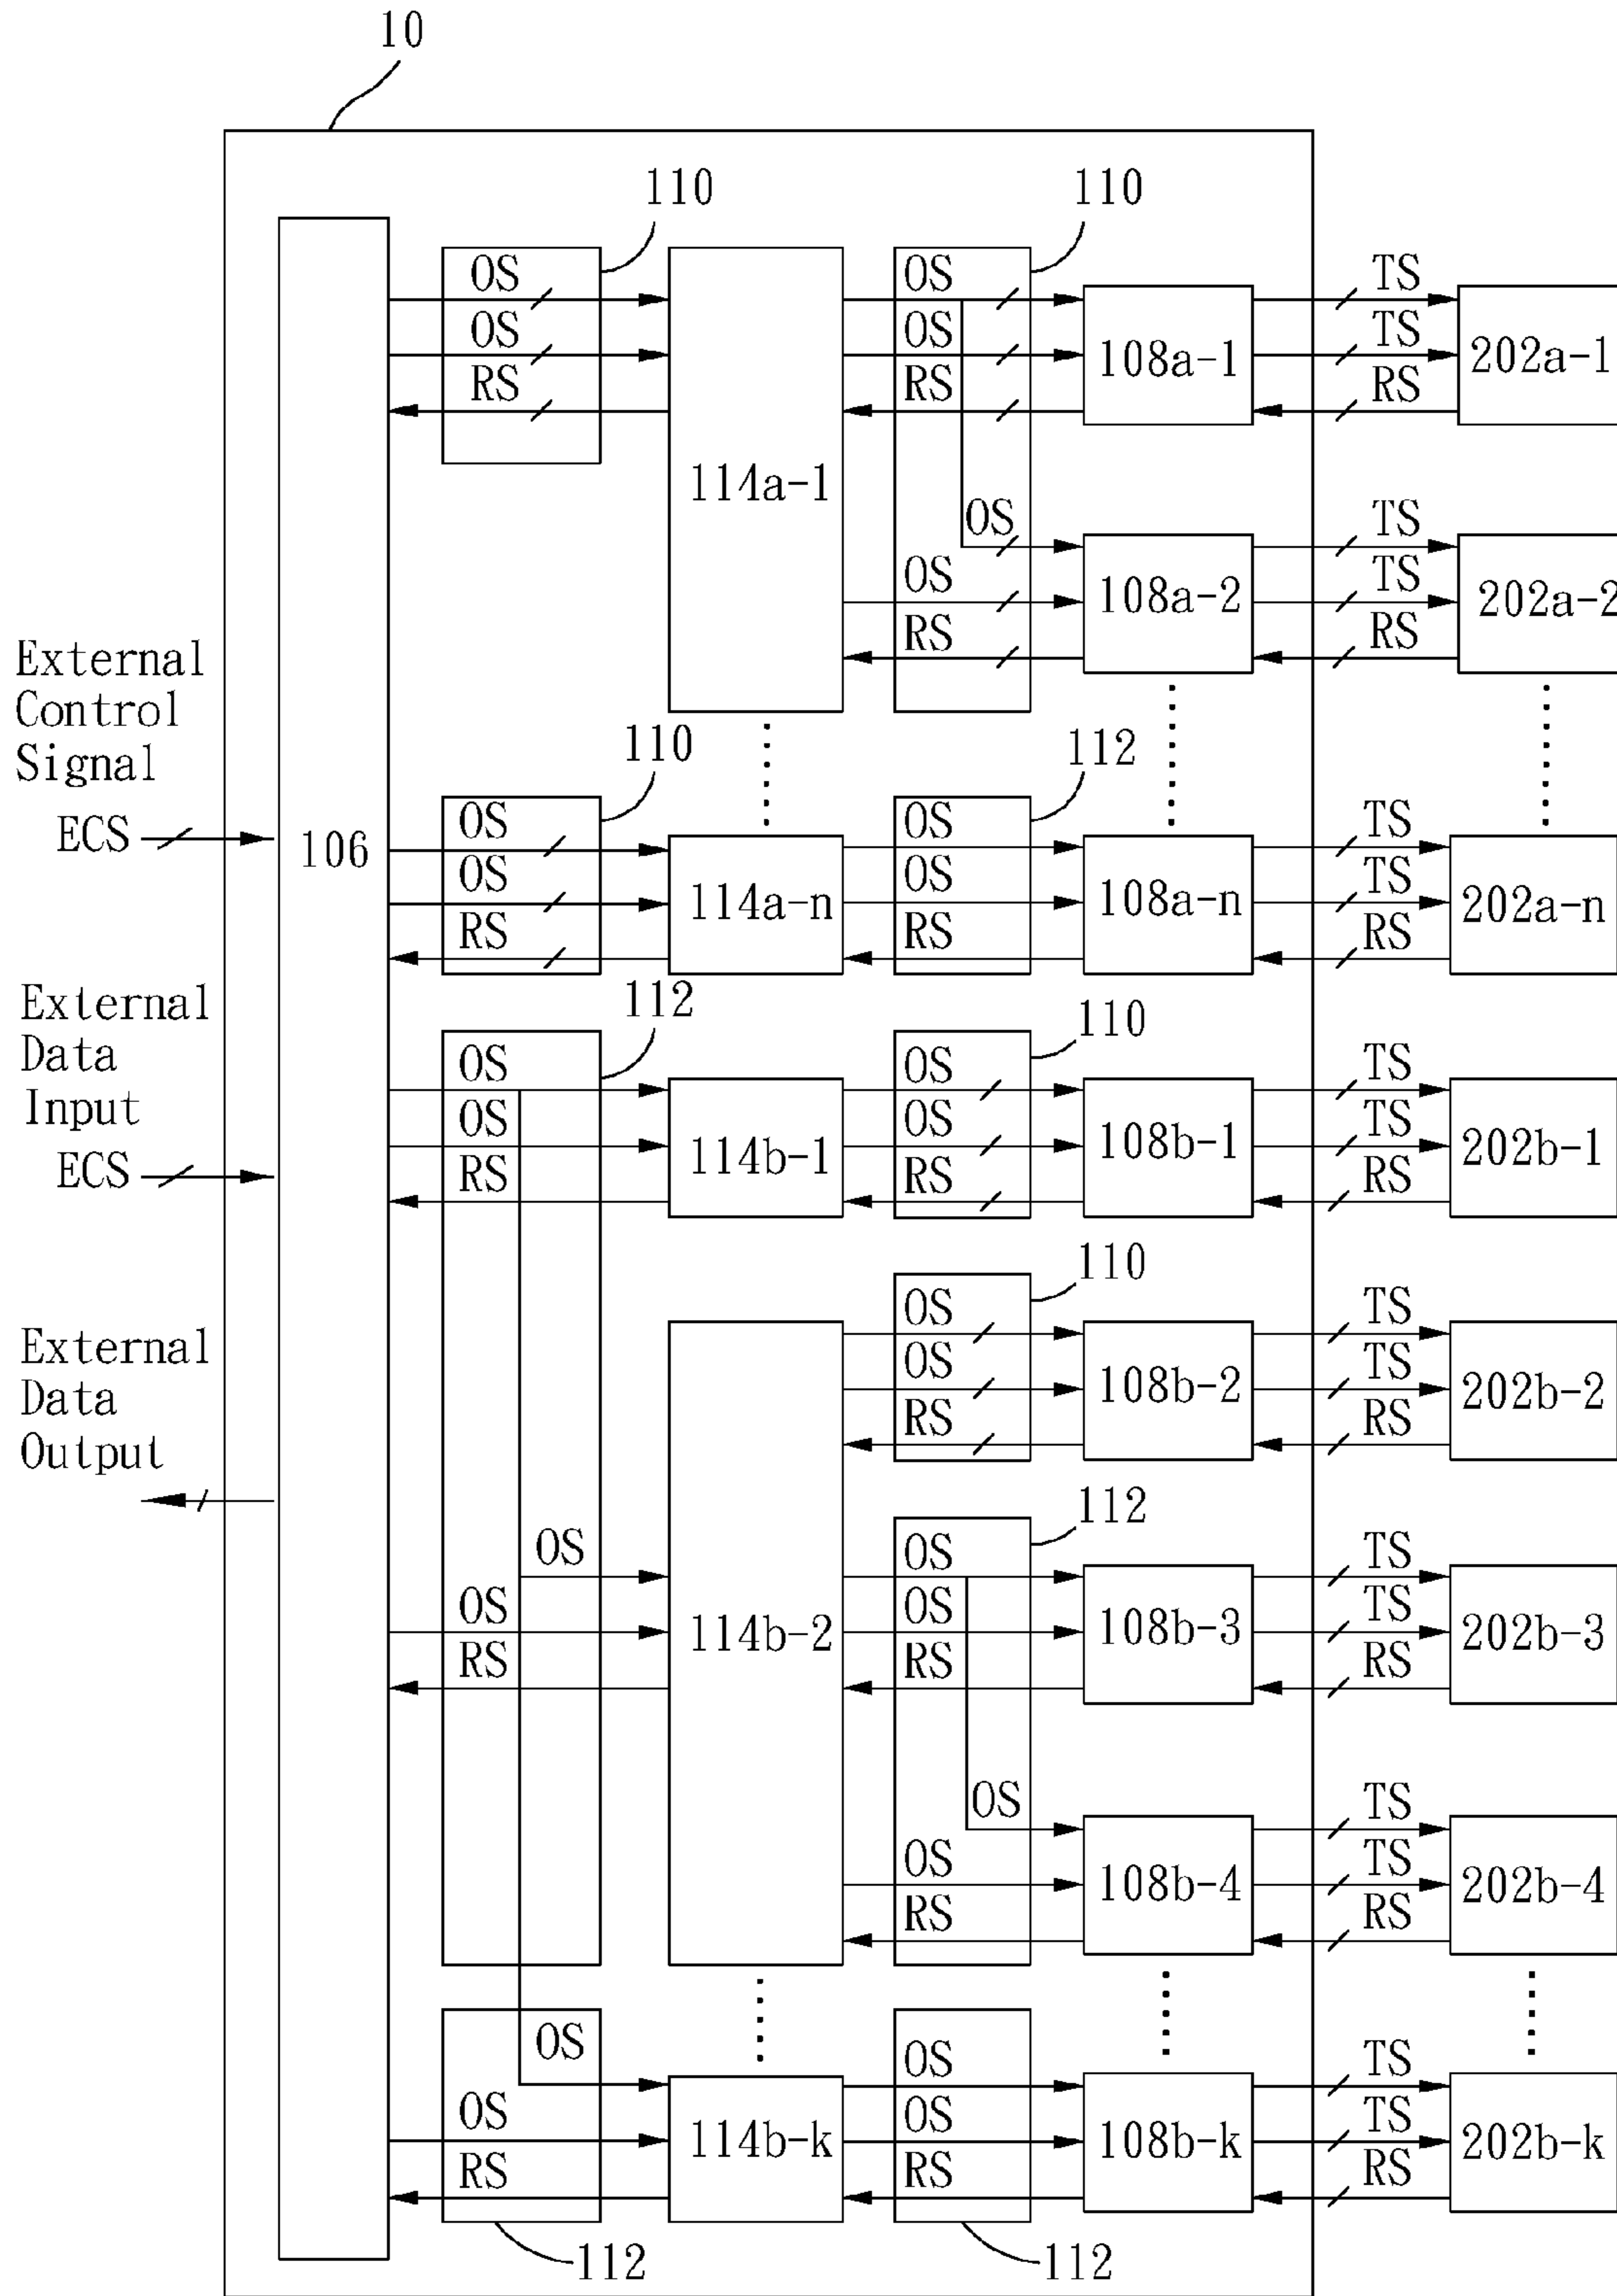 10
110
110
OS
OS
TS
OS
OS
TS
RS
RS
RS
108a-1
202a-1
114a-1
OS
TS
OS
TS
RS
RS
108a-2
202a-2
External
Control
Signal
ECS
106
110
112
OS
OS
TS
OS
OS
TS
RS
RS
RS
114a-n
108a-n
202a-n
External
Data
Input
ECS
112
110
OS
OS
TS
OS
OS
TS
RS
RS
RS
114b-1
108b-1
202b-1
110
External
Data
Output
OS
TS
OS
TS
RS
RS
108b-2
202b-2
112
OS
OS
TS
OS
OS
TS
RS
RS
RS
114b-2
108b-3
202b-3
OS
TS
OS
TS
RS
RS
108b-4
202b-4
OS
OS
TS
OS
OS
TS
RS
RS
RS
114b-k
108b-k
202b-k
112
112